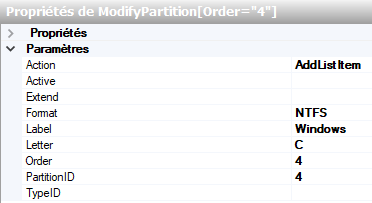 Propriétés de ModifyPartition[Order="4"]
Propriétés
Paramètres
Action AddListItem
Active
Extend
Format NTFS
Label Windows
Letter C
Order 4
PartitionID 4
TypeID